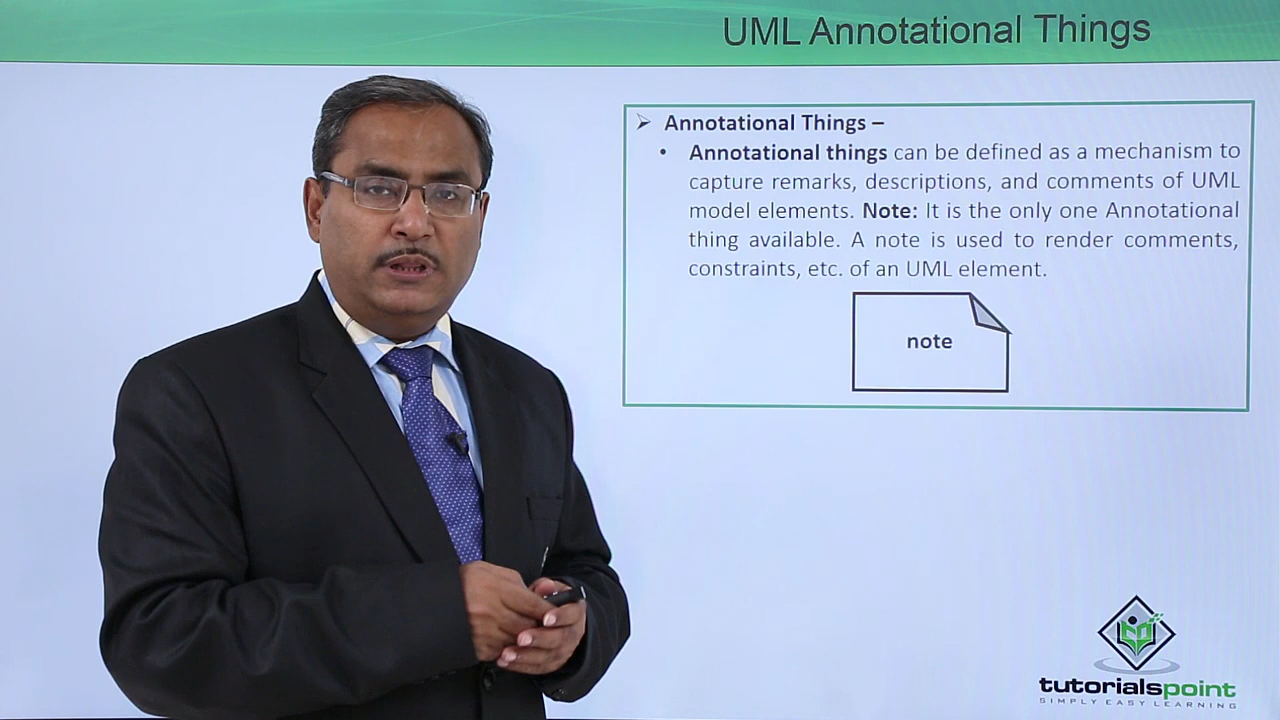 UML Annotational Things
Annotational Things –
• Annotational things can be defined as a mechanism to
capture remarks, descriptions, and comments of UML
model elements. Note: It is the only one Annotational
thing available. A note is used to render comments,
constraints, etc. of an UML element.
note
tutorialspoint
SIMPLY EASY LEARNING